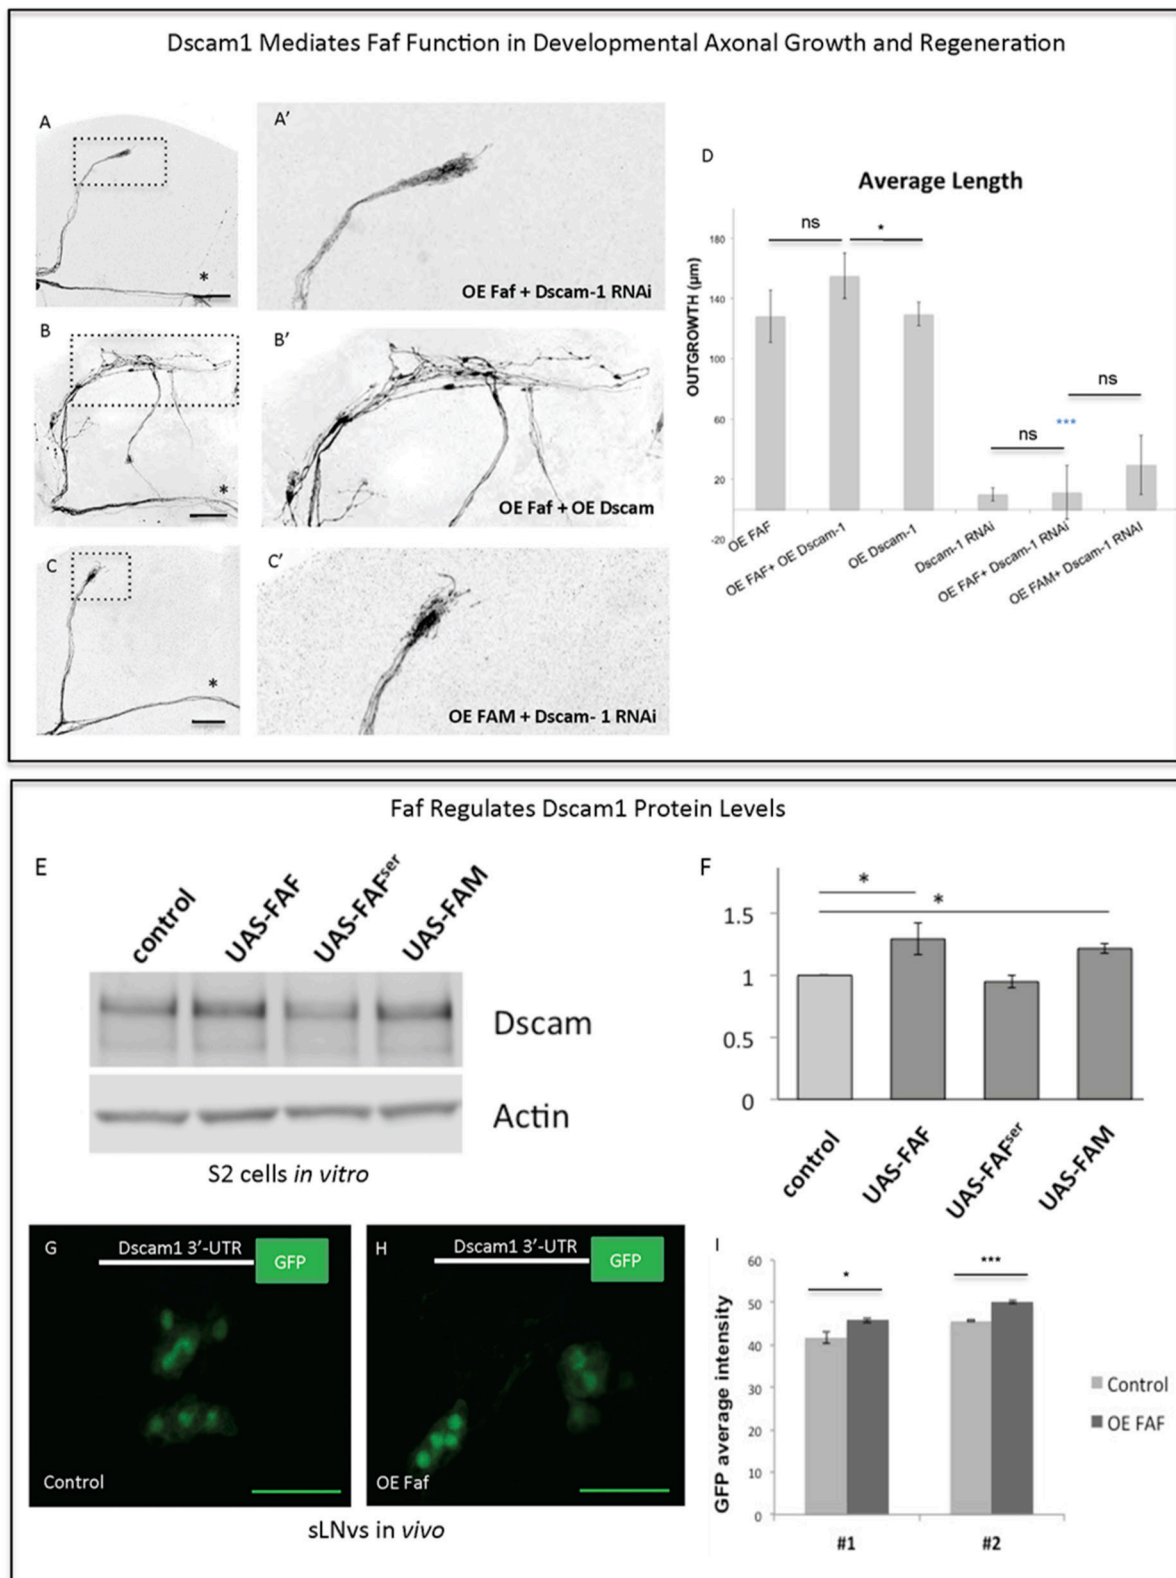 Dscam1 Mediates Faf Function in Developmental Axonal Growth and Regeneration
A
*
A’
OE Faf + Dscam-1 RNAi
B
*
B’
OE Faf + OE Dscam
C
*
C’
OE FAM + Dscam- 1 RNAi
D
Average Length
OUTGROWTH (µm)
180
140
100
60
20
-20
ns
*
ns
***
ns
OE FAF
OE FAF+ OE Dscam-1
OE Dscam-1
Dscam-1 RNAi
OE FAF+ Dscam-1 RNAi
OE FAM+ Dscam-1 RNAI
Faf Regulates Dscam1 Protein Levels
E
control
UAS-FAF
UAS-FAFser
UAS-FAM
Dscam
Actin
S2 cells in vitro
F
*
*
1.5
1
0.5
0
control
UAS-FAF
UAS-FAFser
UAS-FAM
G
Dscam1 3’-UTR
GFP
Control
H
Dscam1 3’-UTR
GFP
OE Faf
sLNvs in vivo
I
GFP average intensity
60
50
40
30
20
10
0
*
***
#1
#2
Control
OE FAF